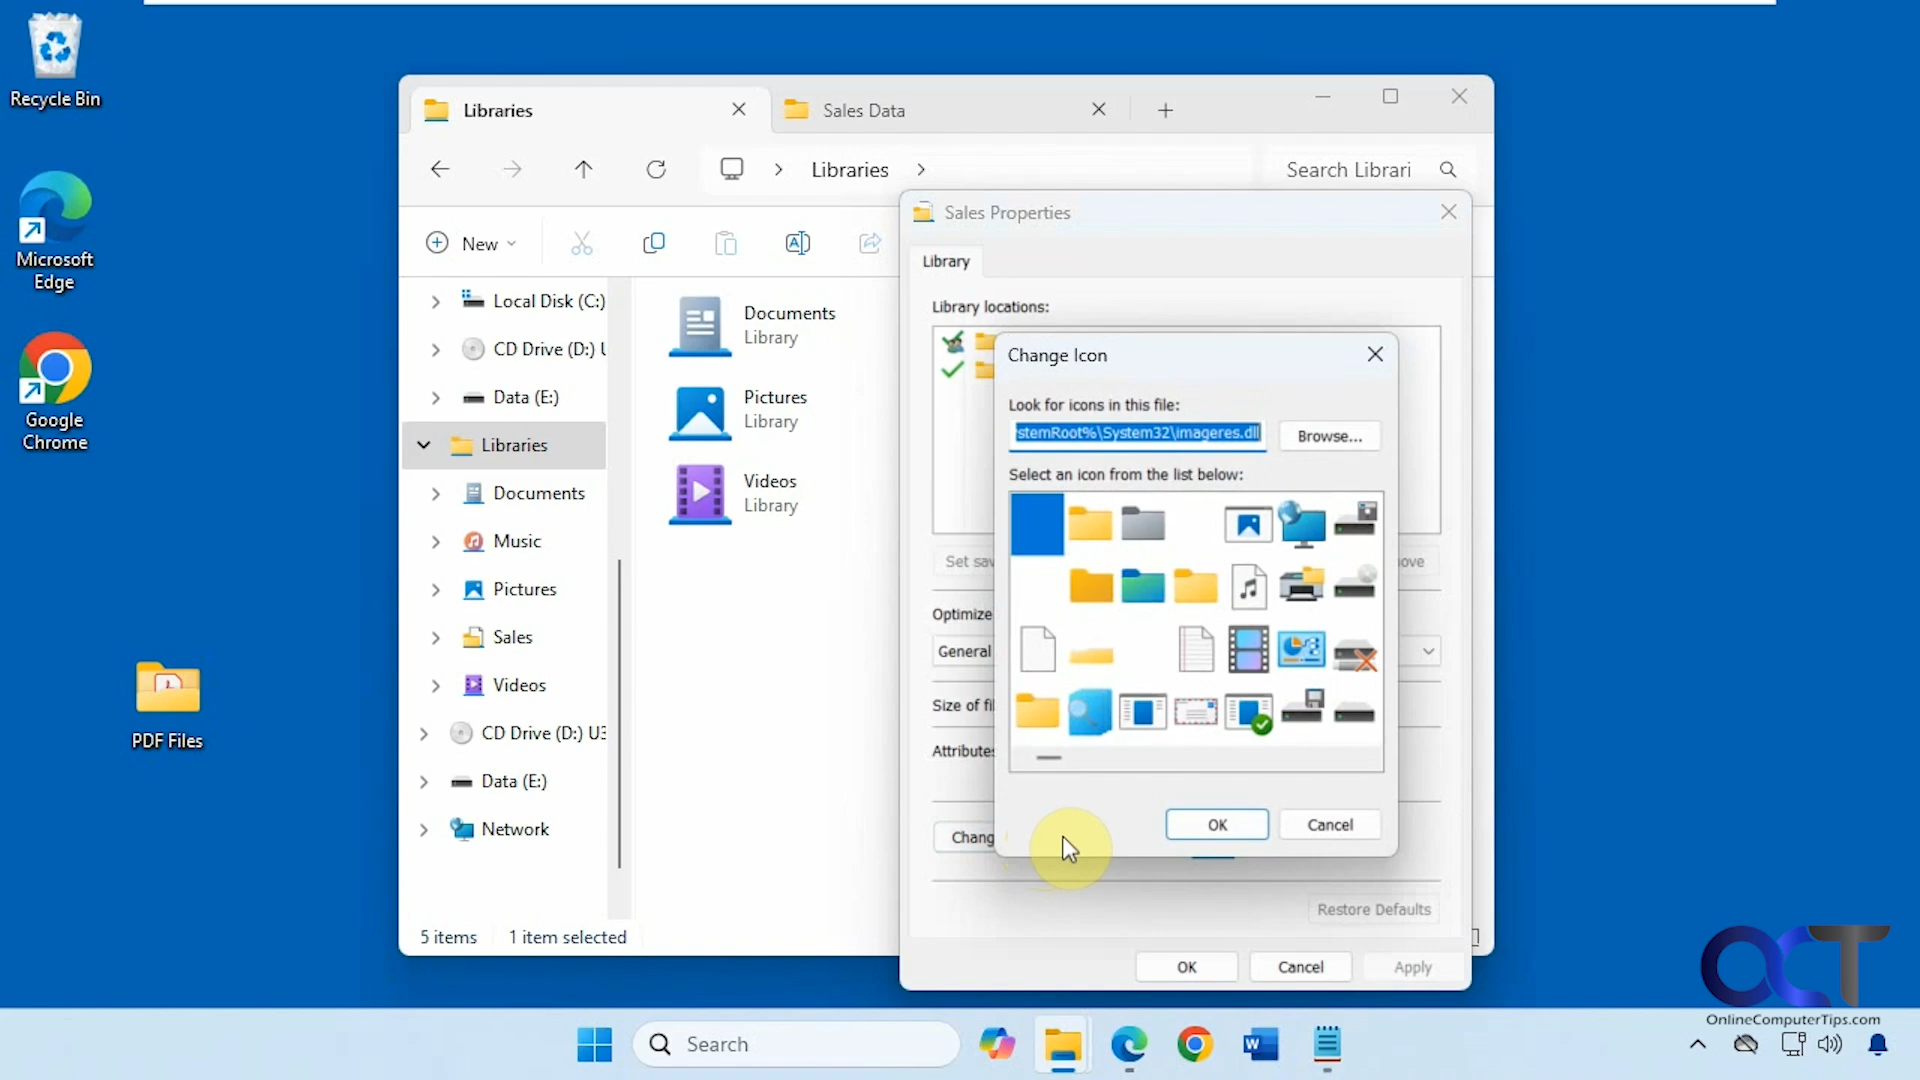 Recycle Bin
Microsoft
Edge
Google
Chrome
PDF Files
Libraries
Sales Data
Libraries
Search Librari
New
Local Disk (C:)
CD Drive (D:) U
Data (E:)
Libraries
Documents
Music
Pictures
Sales
Videos
CD Drive (D:) U3
Data (E:)
Network
Documents
Library
Pictures
Library
Videos
Library
5 items
1 item selected
Sales Properties
Library
Library locations:
Set sav
ove
Optimize
General
Size of fi
Attributes
Chang
Restore Defaults
OK
Cancel
Apply
Change Icon
Look for icons in this file:
stemRoot%\System32\imageres.dll
Browse...
Select an icon from the list below:
OK
Cancel
Search
OCT
OnlineComputerTips.com